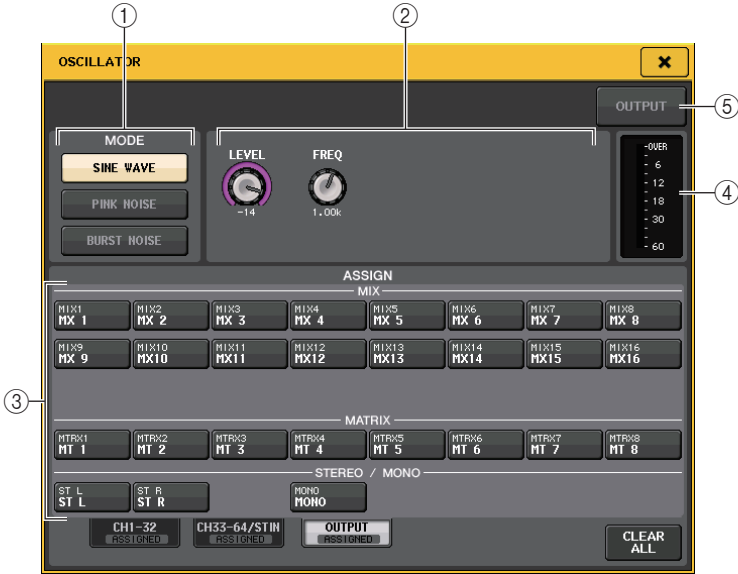 ① ②
OSCILLATOR
OUTPUT ⑤
MODE
SINE WAVE
PINK NOISE
BURST NOISE
LEVEL FREQ
-14 1.00k
-OVER
- 6
- 12
- 18
- 30
- 60
④
ASSIGN
③
MIX
MIX1 MIX2 MIX3 MIX4 MIX5 MIX6 MIX7 MIX8
MX 1 MX 2 MX 3 MX 4 MX 5 MX 6 MX 7 MX 8
MIX9 MIX10 MIX11 MIX12 MIX13 MIX14 MIX15 MIX16
MX 9 MX10 MX11 MX12 MX13 MX14 MX15 MX16
MATRIX
MTRX1 MTRX2 MTRX3 MTRX4 MTRX5 MTRX6 MTRX7 MTRX8
MT 1 MT 2 MT 3 MT 4 MT 5 MT 6 MT 7 MT 8
STEREO / MONO
ST L ST R MONO
ST L ST R MONO
CH1-32 CH33-64/STIN OUTPUT
ASSIGNED ASSIGNED ASSIGNED
CLEAR
ALL